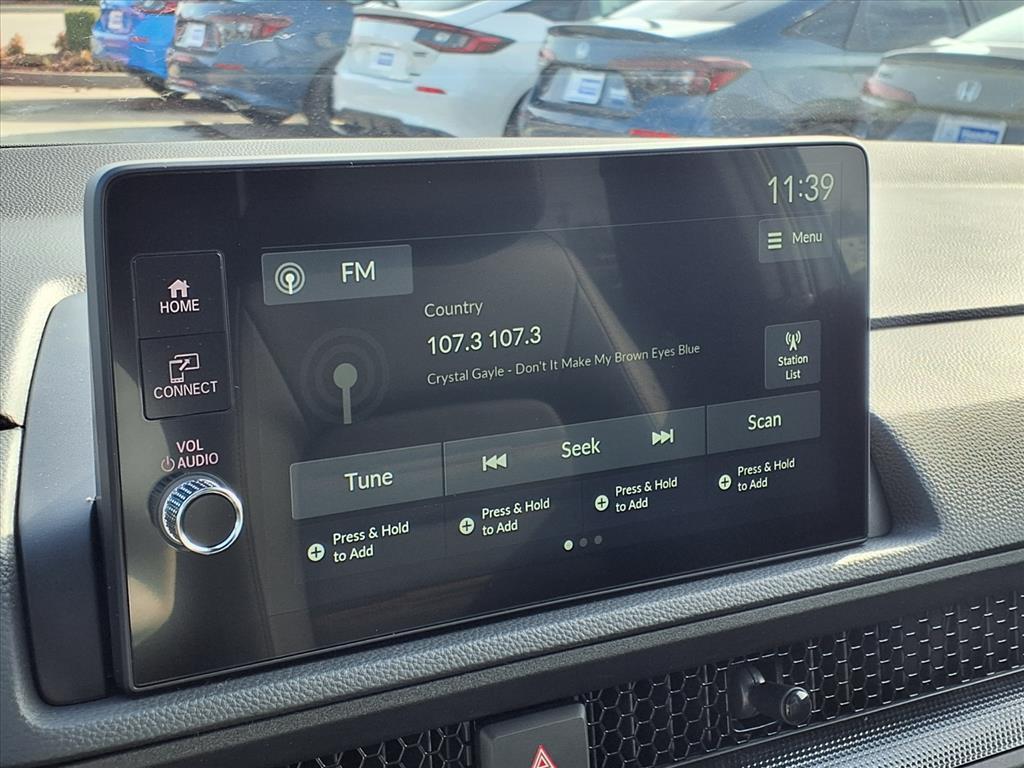 11:39
Menu
HOME
FM
Country
107.3 107.3
Crystal Gayle - Don't It Make My Brown Eyes Blue
Station
List
CONNECT
VOL
AUDIO
Tune
Seek
Scan
Press & Hold
to Add
Press & Hold
to Add
Press & Hold
to Add
Press & Hold
to Add